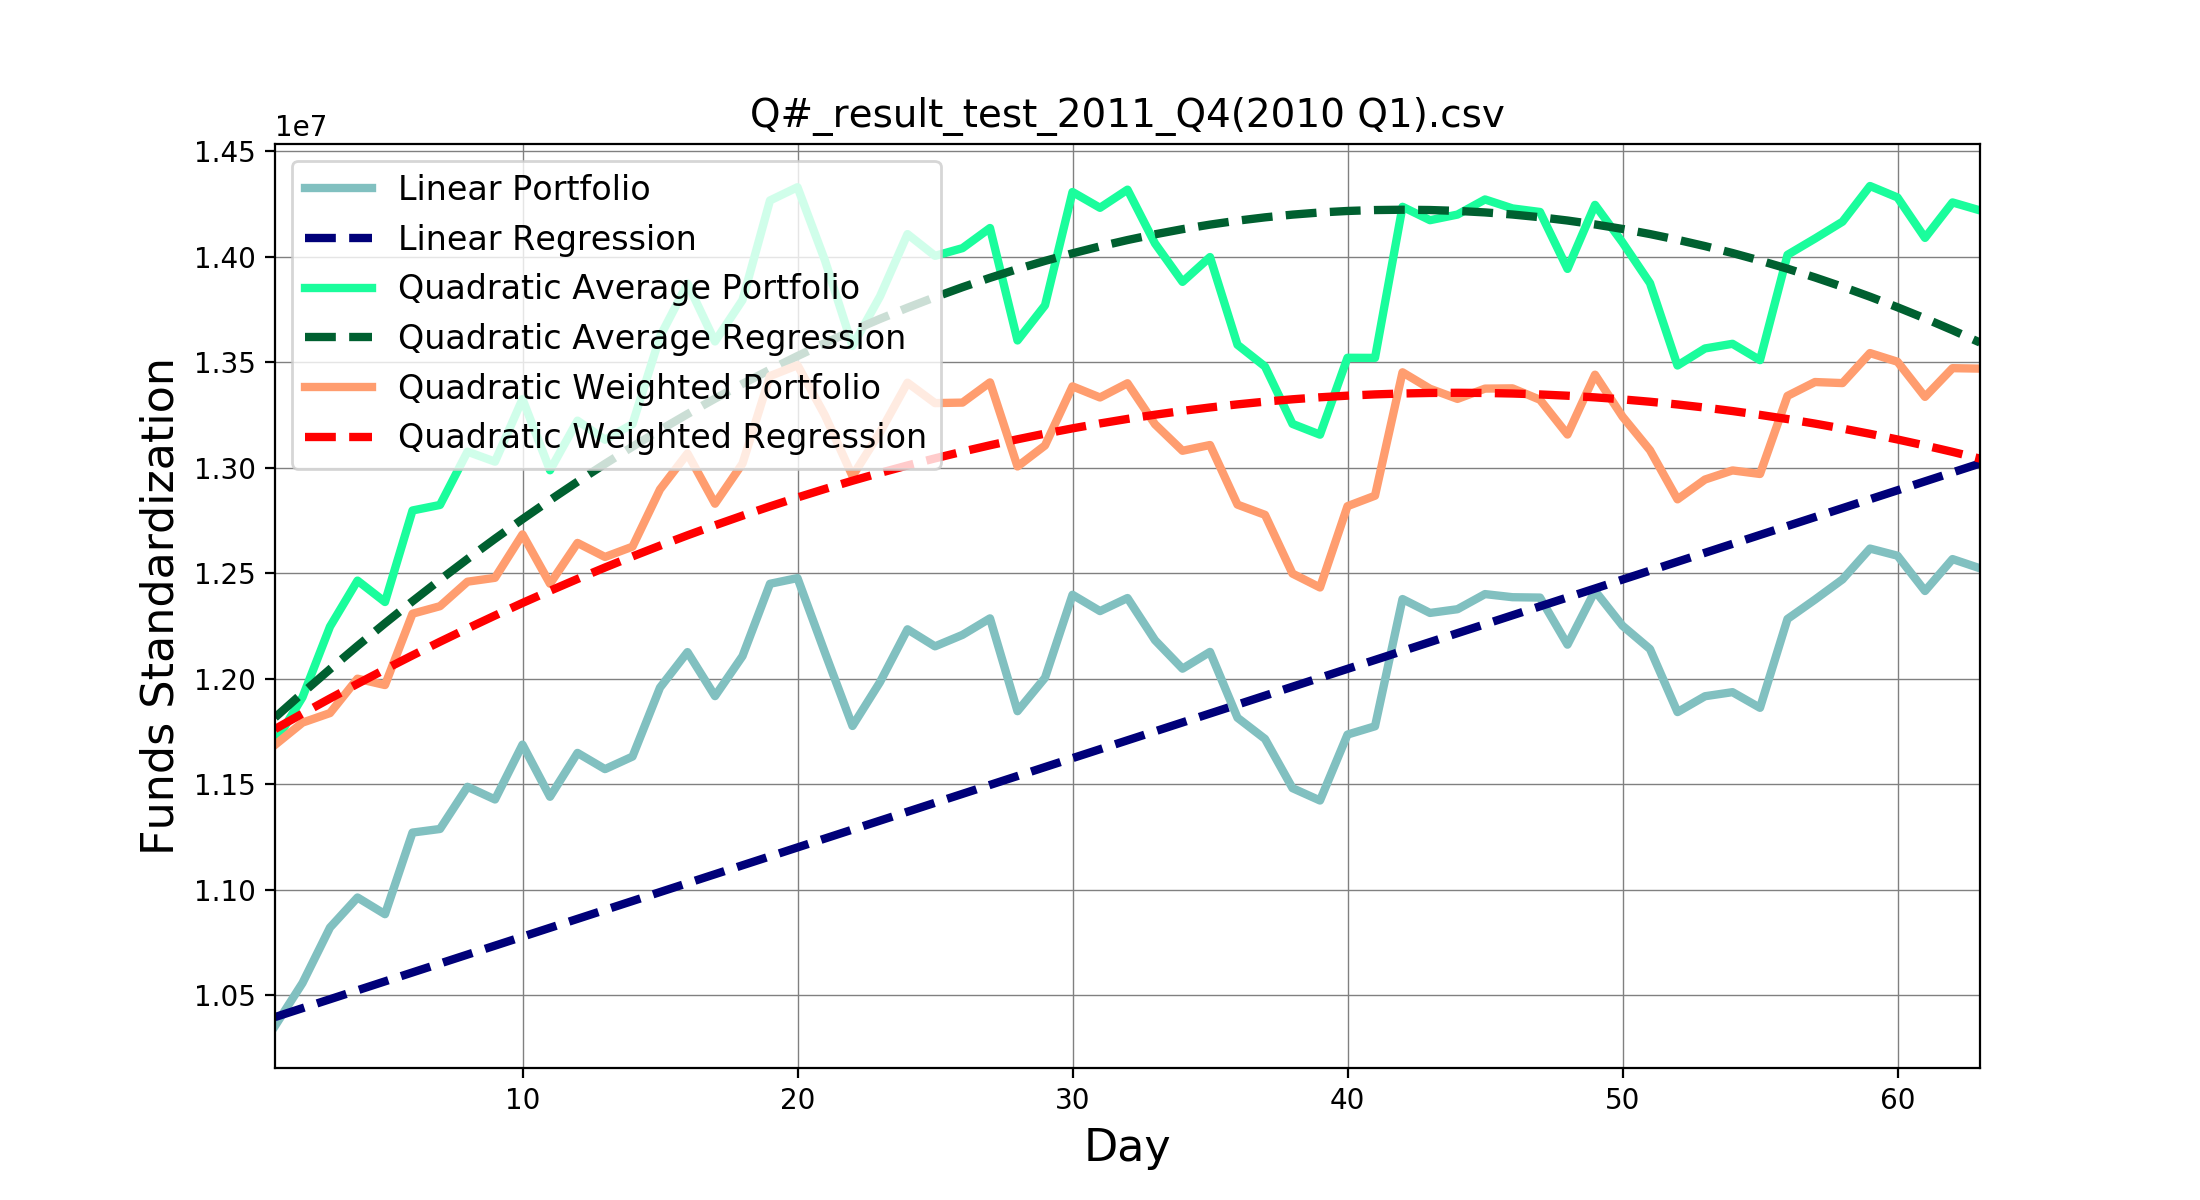 Q#_result_test_2011_Q4(2010 Q1).csv
1e7
1.45
1.40
1.35
1.30
1.25
1.20
1.15
1.10
1.05
Funds Standardization
Linear Portfolio
Linear Regression
Quadratic Average Portfolio
Quadratic Average Regression
Quadratic Weighted Portfolio
Quadratic Weighted Regression
10 20 30 40 50 60
Day